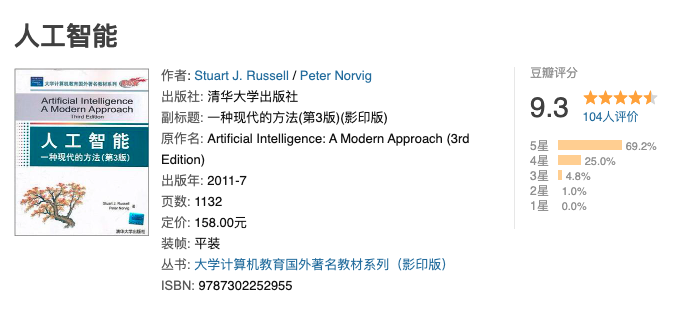 人工智能
大学计算机教育国外著名教材系列
Artificial Intelligence
A Modern Approach
Third Edition
人工智能
一种现代的方法(第3版)
Stuart J. Russell
Peter Norvig
著
清华大学出版社
作者: Stuart J. Russell / Peter Norvig
出版社: 清华大学出版社
副标题: 一种现代的方法(第3版)(影印版)
原作名: Artificial Intelligence: A Modern Approach (3rd
Edition)
出版年: 2011-7
页数: 1132
定价: 158.00元
装帧: 平装
丛书: 大学计算机教育国外著名教材系列（影印版）
ISBN: 9787302252955
豆瓣评分
9.3
104人评价
5星 69.2%
4星 25.0%
3星 4.8%
2星 1.0%
1星 0.0%